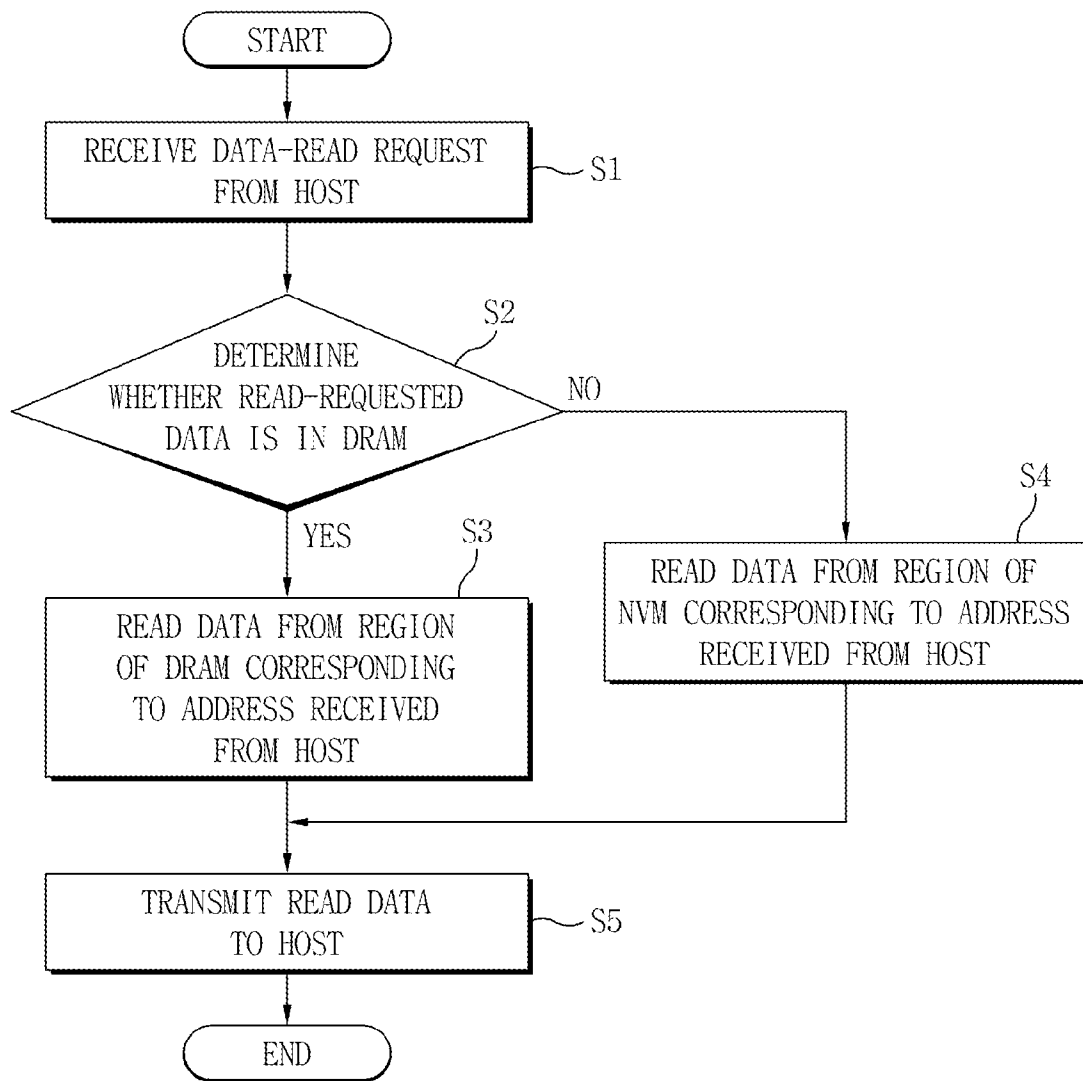 START
RECEIVE DATA-READ REQUEST
FROM HOST
S1
S2
DETERMINE
WHETHER READ-REQUESTED
DATA IS IN DRAM
NO
YES
S3
READ DATA FROM REGION
OF DRAM CORRESPONDING
TO ADDRESS RECEIVED
FROM HOST
S4
READ DATA FROM REGION OF
NVM CORRESPONDING TO ADDRESS
RECEIVED FROM HOST
TRANSMIT READ DATA
TO HOST
S5
END